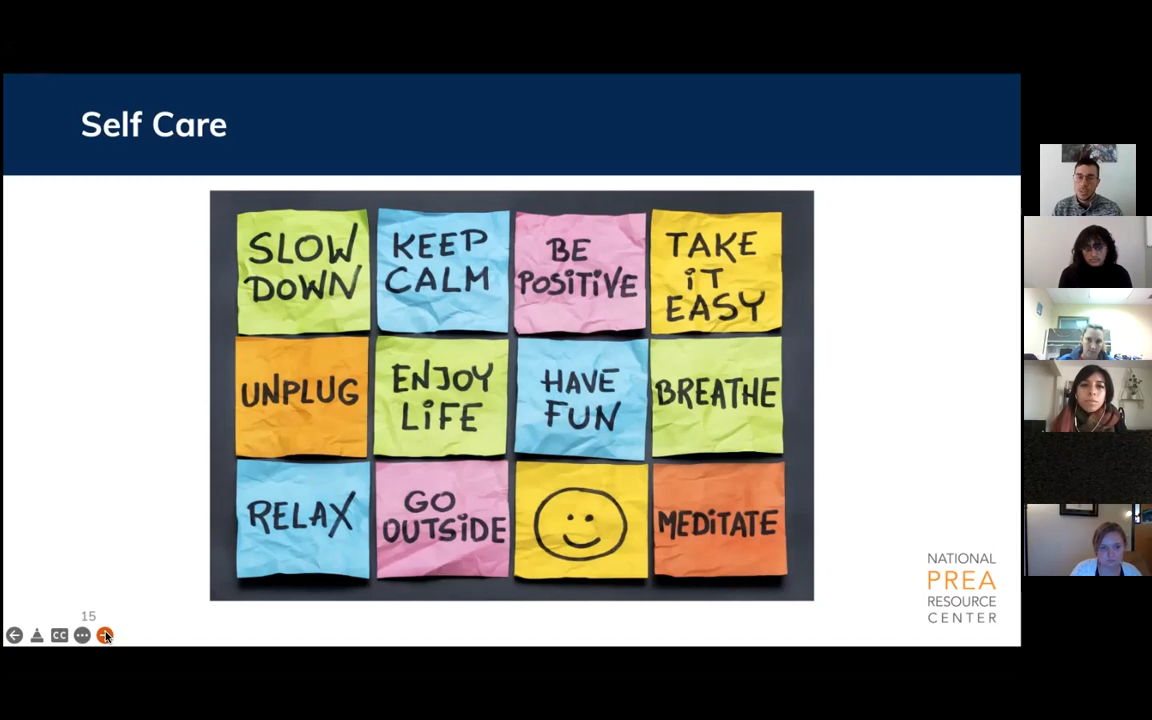 Self Care
SLOW
DOWN
KEEP
CALM
BE
POSiTiVE
TAKE
iT
EASY
UNPLUG
ENJOY
LiFE
HAVE
FUN
BREATHE
RELAX
GO
OUTSiDE
MEDiTATE
NATIONAL
PREA
RESOURCE
CENTER
15
CC